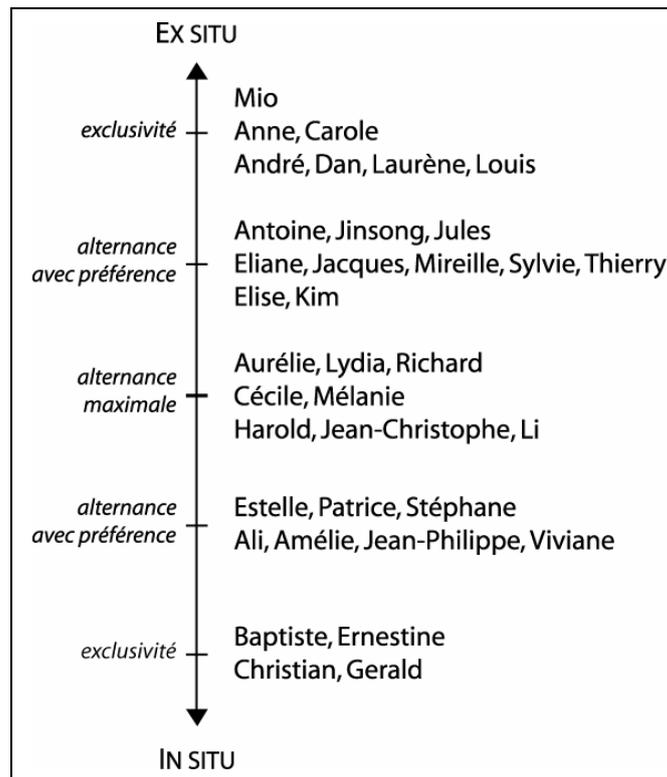 EX SITU
exclusivité
Mio
Anne, Carole
André, Dan, Laurène, Louis
alternance
avec préférence
Antoine, Jinsong, Jules
Eliane, Jacques, Mireille, Sylvie, Thierry
Elise, Kim
alternance
maximale
Aurélie, Lydia, Richard
Cécile, Mélanie
Harold, Jean-Christophe, Li
alternance
avec préférence
Estelle, Patrice, Stéphane
Ali, Amélie, Jean-Philippe, Viviane
exclusivité
Baptiste, Ernestine
Christian, Gerald
IN SITU